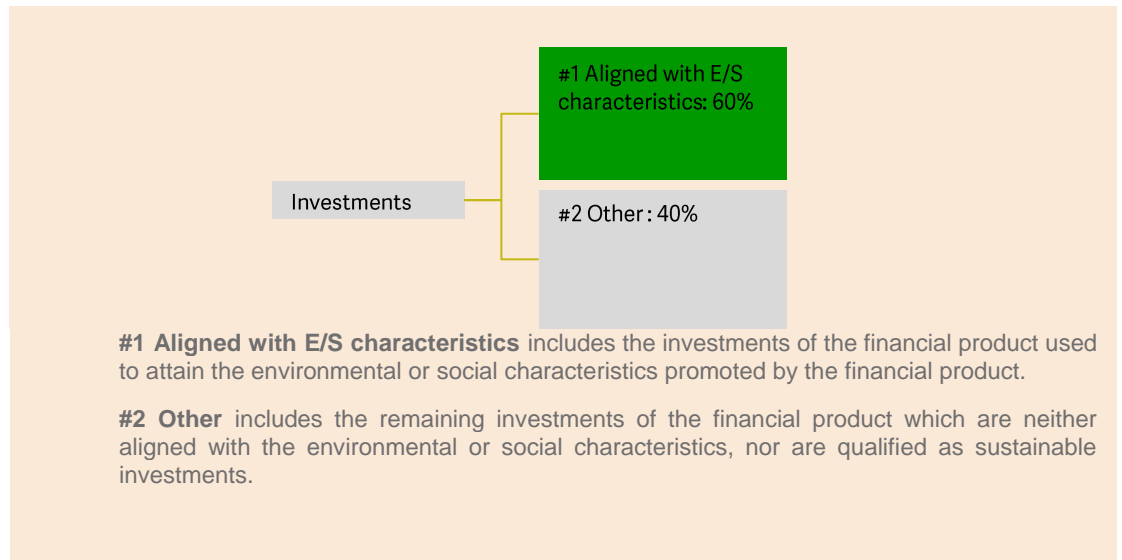 #1 Aligned with E/S
characteristics: 60%
Investments
#2 Other : 40%
#1 Aligned with E/S characteristics includes the investments of the financial product used
to attain the environmental or social characteristics promoted by the financial product.
#2 Other includes the remaining investments of the financial product which are neither
aligned with the environmental or social characteristics, nor are qualified as sustainable
investments.